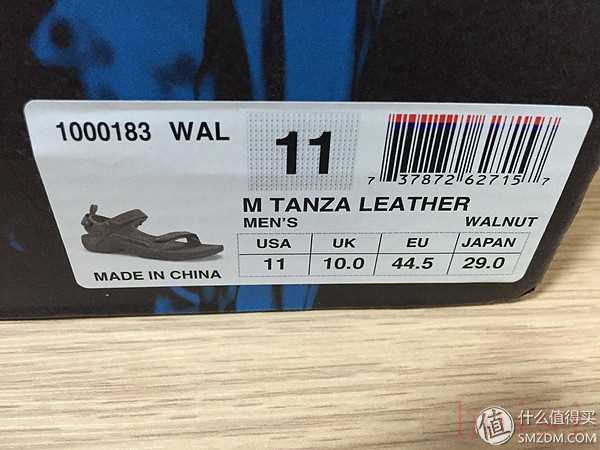 1000183 WAL
11
7 37872 62715 7
M TANZA LEATHER
MEN'S WALNUT
USA UK EU JAPAN
11 10.0 44.5 29.0
MADE IN CHINA
值 什么值得买
SMZDM.COM